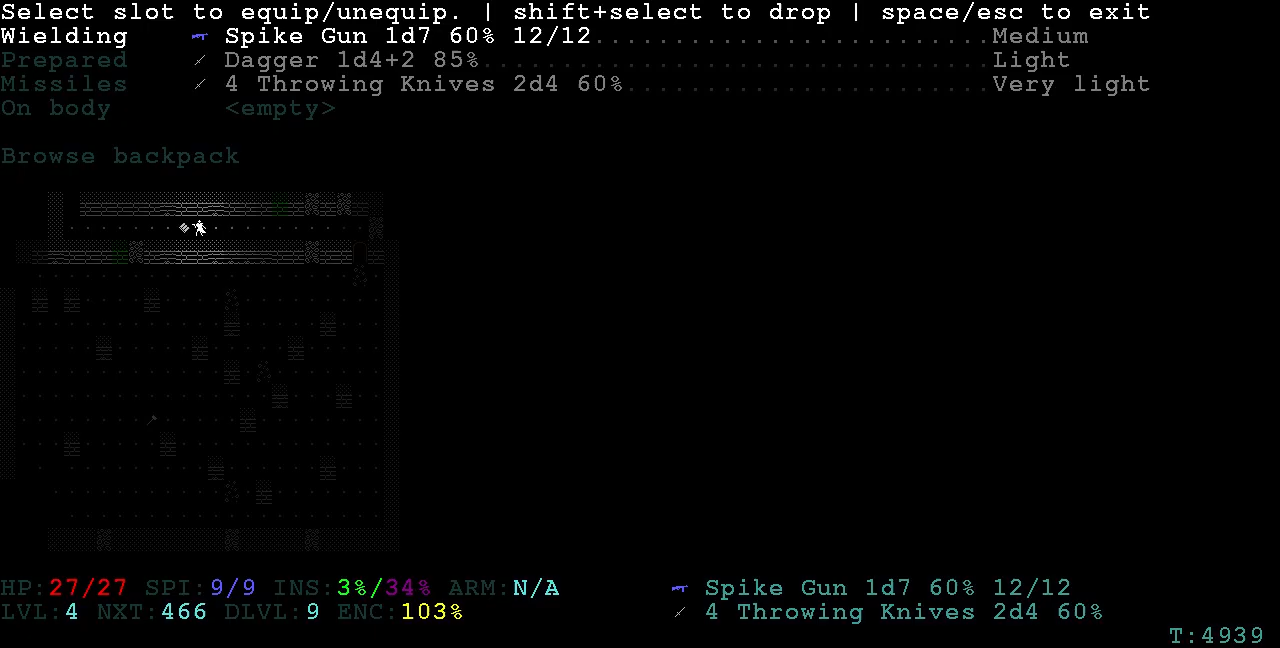 Select slot to equip/unequip. | shift+select to drop | space/esc to exit
Wielding Spike Gun 1d7 60% 12/12.........................Medium
Prepared Dagger 1d4+2 85%................................Light
Missiles 4 Throwing Knives 2d4 60%.......................Very light
On body <empty>
Browse backpack
HP:27/27 SPI:9/9 INS:3%/34% ARM:N/A Spike Gun 1d7 60% 12/12
LVL:4 NXT:466 DLVL:9 ENC:103% 4 Throwing Knives 2d4 60%
T:4939